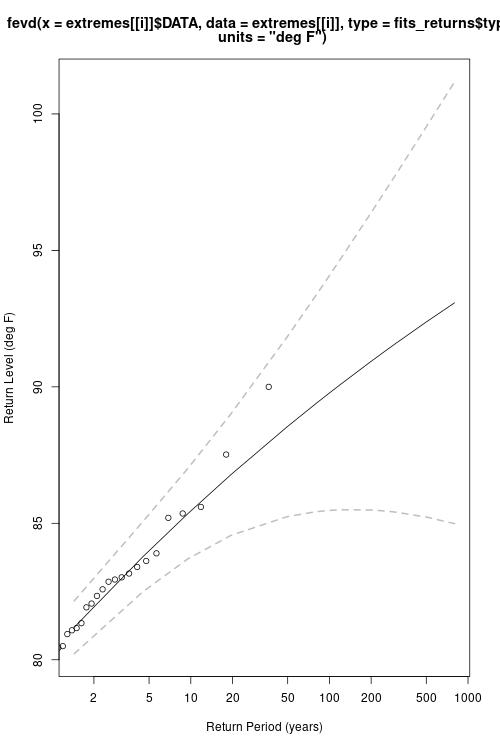 fevd(x = extremes[[i]]$DATA, data = extremes[[i]], type = fits_returns$typ
units = "deg F")
100
95
90
85
80
Return Level (deg F)
2 5 10 20 50 100 200 500 1000
Return Period (years)